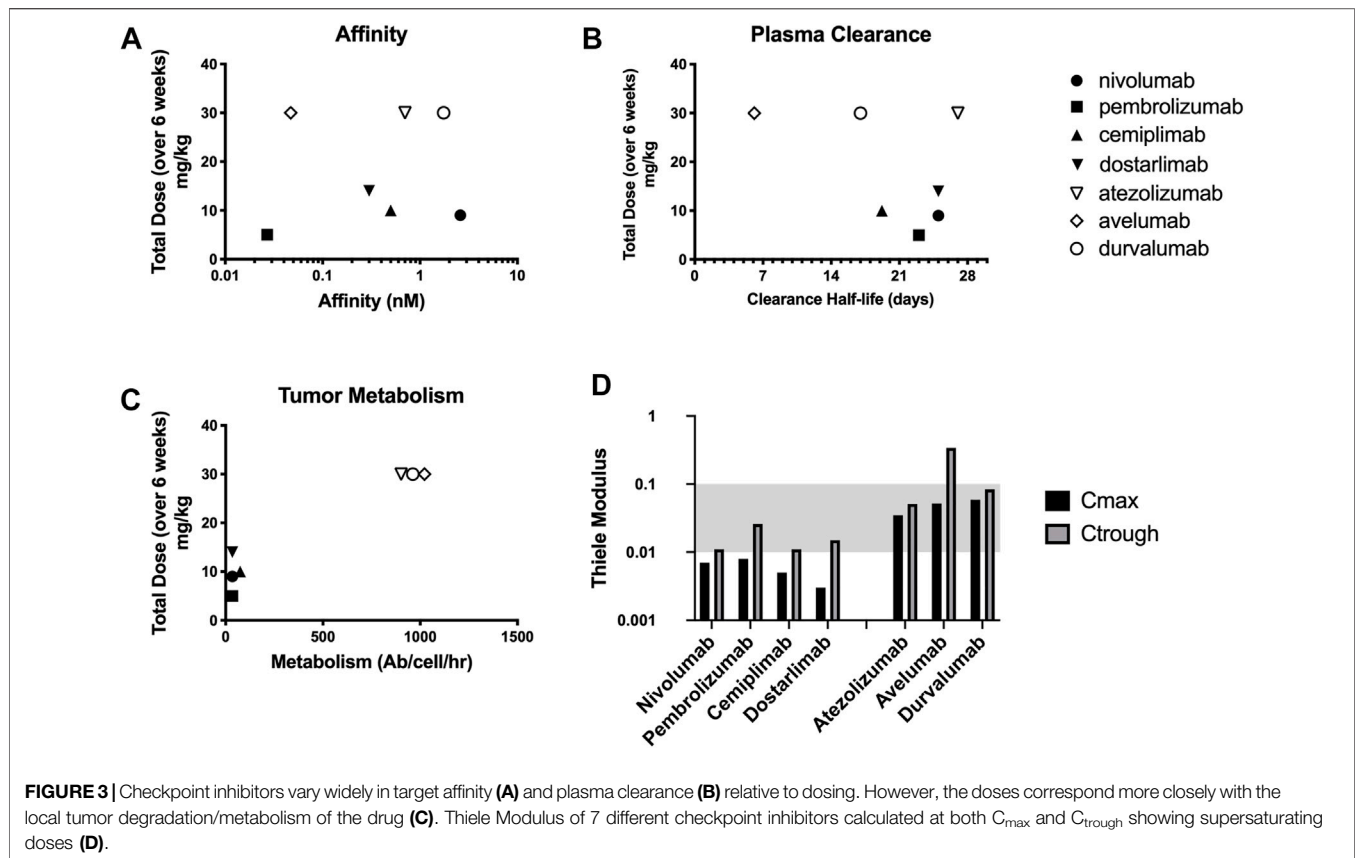 A
Affinity
Total Dose (over 6 weeks)
mg/kg
40
30
20
10
0
0.01
0.1
1
10
Affinity (nM)
B
Plasma Clearance
Total Dose (over 6 weeks)
mg/kg
40
30
20
10
0
0
7
14
21
28
Clearance Half-life (days)
nivolumab
pembrolizumab
cemiplimab
dostarlimab
atezolizumab
avelumab
durvalumab
C
Tumor Metabolism
Total Dose (over 6 weeks)
mg/kg
40
30
20
10
0
0
500
1000
1500
Metabolism (Ab/cell/hr)
D
Thiele Modulus
1
0.1
0.01
0.001
Nivolumab
Pembrolizumab
Cemiplimab
Dostarlimab
Atezolizumab
Avelumab
Durvalumab
Cmax
Ctrough
FIGURE 3 | Checkpoint inhibitors vary widely in target affinity (A) and plasma clearance (B) relative to dosing. However, the doses correspond more closely with the
local tumor degradation/metabolism of the drug (C). Thiele Modulus of 7 different checkpoint inhibitors calculated at both Cmax and Ctrough showing supersaturating
doses (D).